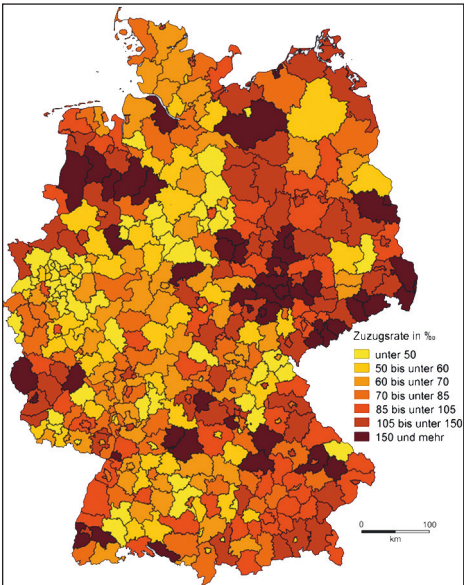 Zuzugsrate in ‰
unter 50
50 bis unter 60
60 bis unter 70
70 bis unter 85
85 bis unter 105
105 bis unter 150
150 und mehr
0 100
km